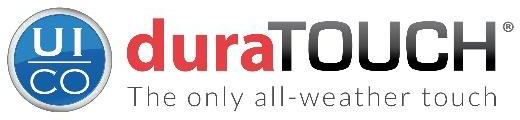 UI
CO
duraTOUCH®
The only all-weather touch